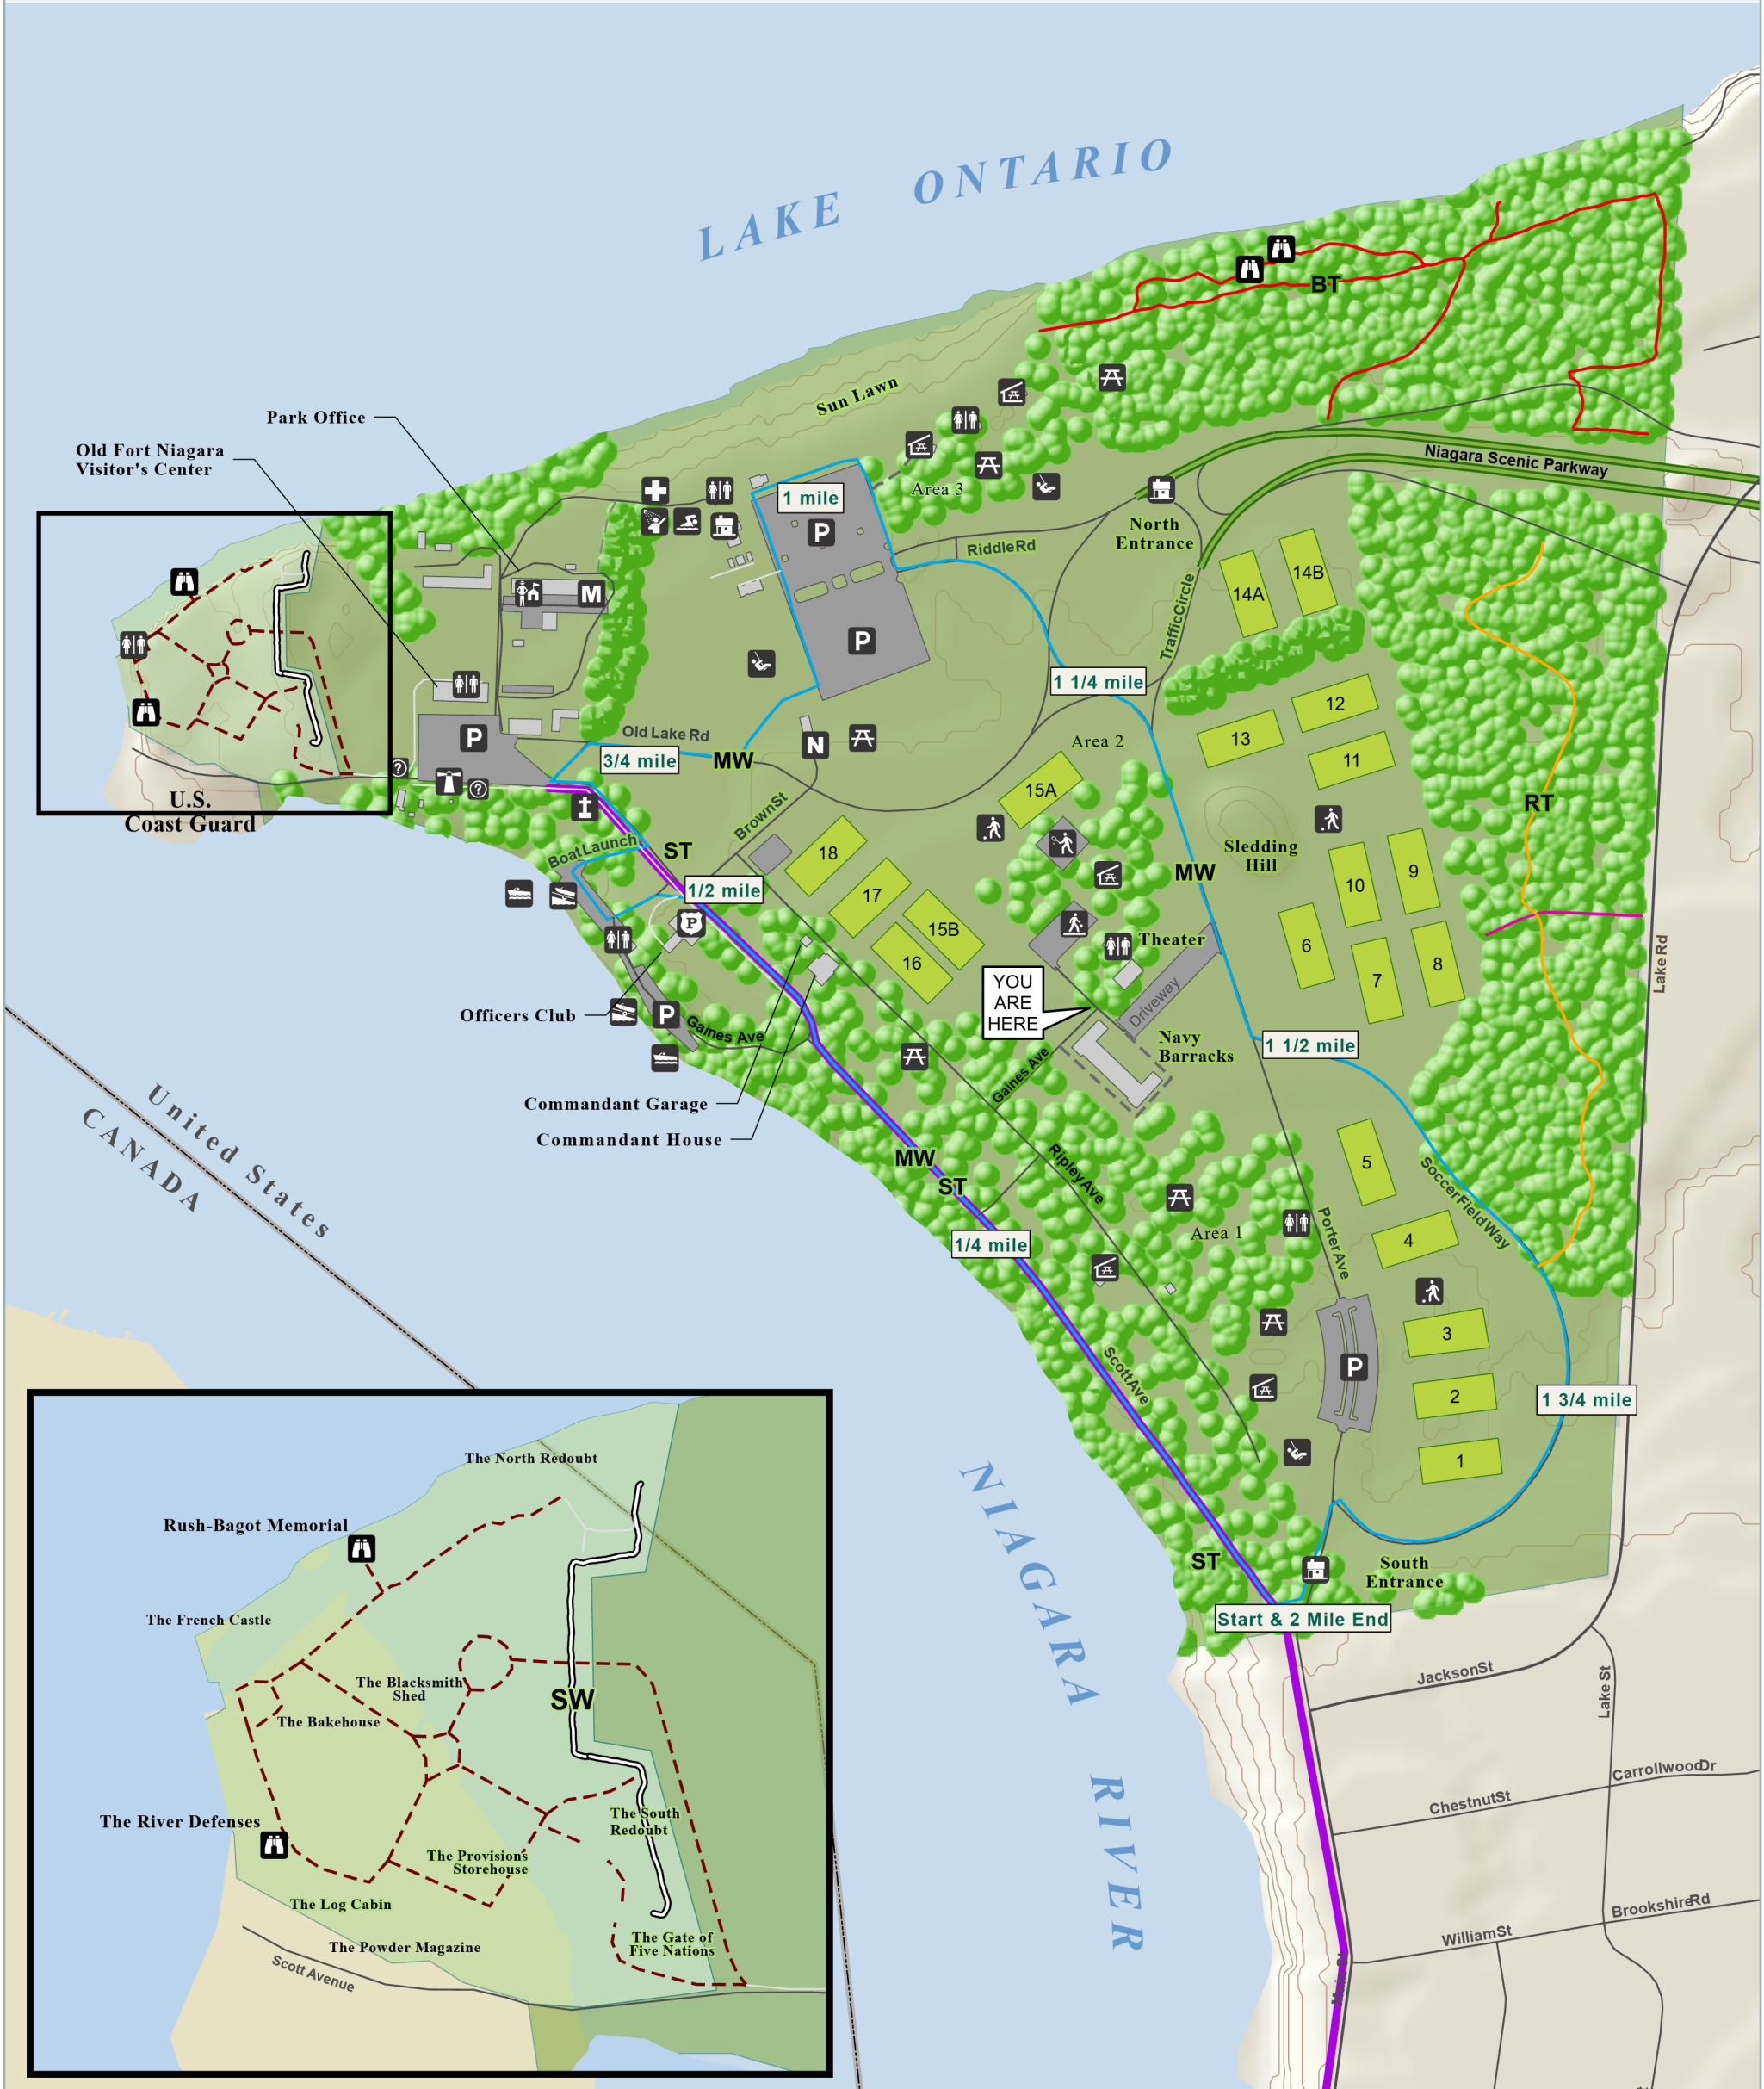 LAKE ONTARIO
BT
Sun Lawn
Park Office
Old Fort Niagara
Visitor's Center
Niagara Scenic Parkway
Area 3
1 mile
P
North
Entrance
Riddle Rd
14A
14B
Traffic Circle
M
P
1 1/4 mile
12
13
11
Area 2
P
Old Lake Rd
3/4 mile
MW
N
?
?
15A
RT
U.S.
Coast Guard
Brown St
Boat Launch
ST
18
Sledding
Hill
MW
1/2 mile
17
10
9
P
15B
16
Theater
6
7
8
Lake Rd
YOU
ARE
HERE
Driveway
Officers Club
P
Gaines Ave
Navy
Barracks
1 1/2 mile
Gaines Ave
Commandant Garage
Commandant House
United States
CANADA
MW
ST
Ripley Ave
5
Soccer Field Way
1/4 mile
Area 1
Porter Ave
4
3
P
Scott Ave
2
1 3/4 mile
1
NIAGARA RIVER
ST
South
Entrance
Start & 2 Mile End
Jackson St
Lake St
Carrollwood Dr
Chestnut St
Brookshire Rd
William St
Main St
The North Redoubt
Rush-Bagot Memorial
The French Castle
The Blacksmith
Shed
SW
The Bakehouse
The South
Redoubt
The River Defenses
The Provisions
Storehouse
The Log Cabin
The Gate of
Five Nations
The Powder Magazine
Scott Avenue